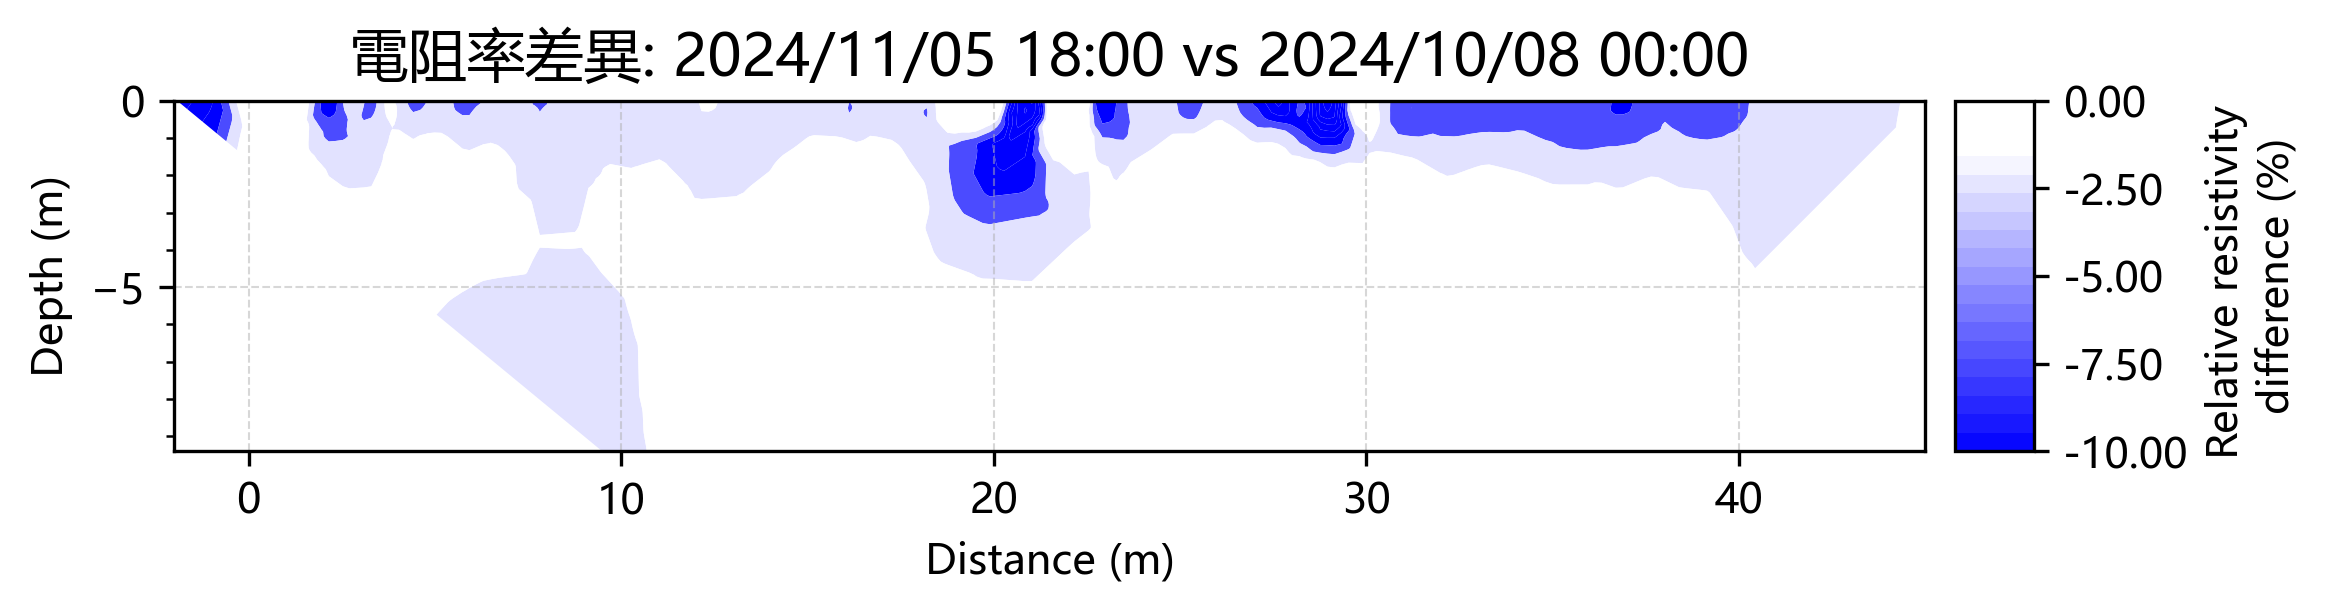 電阻率差異: 2024/11/05 18:00 vs 2024/10/08 00:00
0
−5
Depth (m)
0
10
20
30
40
Distance (m)
0.00
-2.50
-5.00
-7.50
-10.00
Relative resistivity
difference (%)